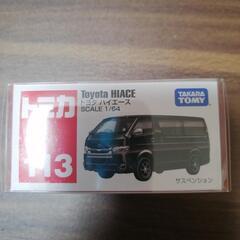 トミカ
113
Toyota HIACE
トヨタ ハイエース
SCALE 1/64
TAKARA
TOMY
サスペンション